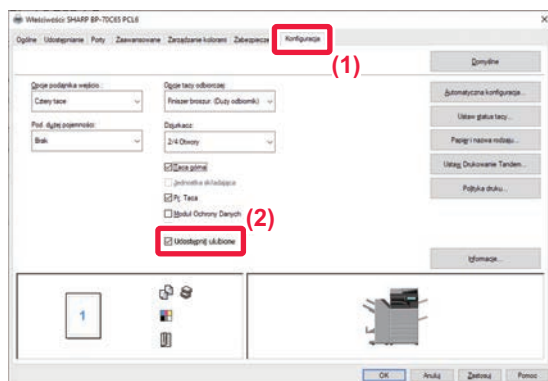 Właściwości: SHARP BP-70C65 PCL6
Ogólne Udostępnianie Porty Zaawansowane Zarządzanie kolorami Zabezpiecze Konfiguracja
(1)
Domyślne
Opcje podajnika wejścio.:
Cztery tace
Opcje tacy odbiorczej:
Finiszer broszur (Duży odbiornik)
Automatyczna konfiguracja...
Pod. dużej pojemności:
Brak
Dziurkacz:
2/4 Otwory
Ustaw status tacy...
Papier i nazwa rodzaju...
Taca górna
Ustaw Drukowanie Tandem...
Jednostka składająca
Pr. Taca
Polityka druku...
Moduł Ochrony Danych
(2)
Udostępnij ulubione
Informacje...
1
OK Anuluj Zastosuj Pomoc